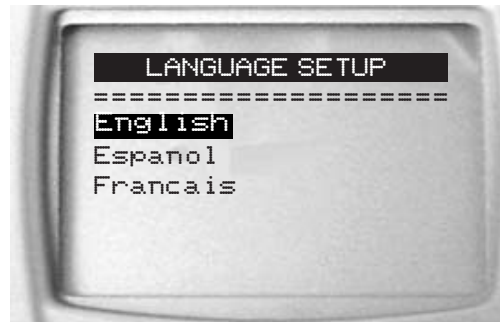 LANGUAGE SETUP
====================
English
Espanol
Francais